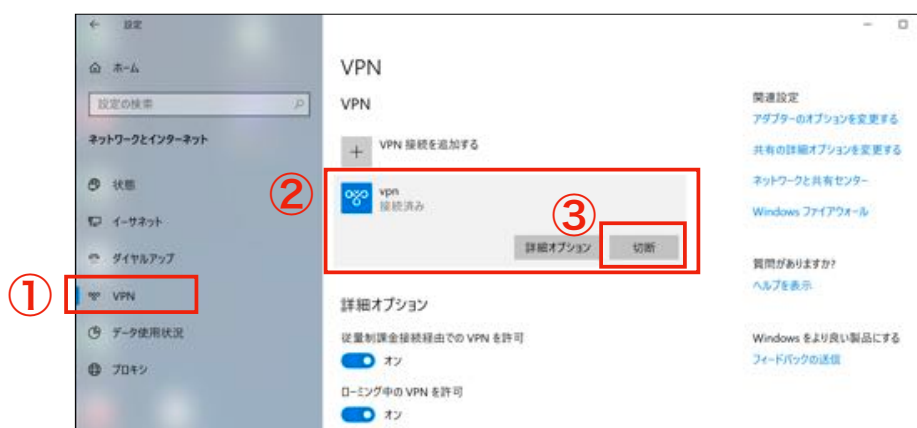 設定
ホーム
設定の検索
ネットワークとインターネット
状態
イーサネット
ダイヤルアップ
①
VPN
データ使用状況
プロキシ
VPN
VPN
VPN 接続を追加する
②
vpn
接続済み
③
詳細オプション
切断
詳細オプション
従量制課金接続経由での VPN を許可
オン
ローミング中の VPN を許可
オン
関連設定
アダプターのオプションを変更する
共有の詳細オプションを変更する
ネットワークと共有センター
Windows ファイアウォール
質問がありますか?
ヘルプを表示
Windows をより良い製品にする
フィードバックの送信